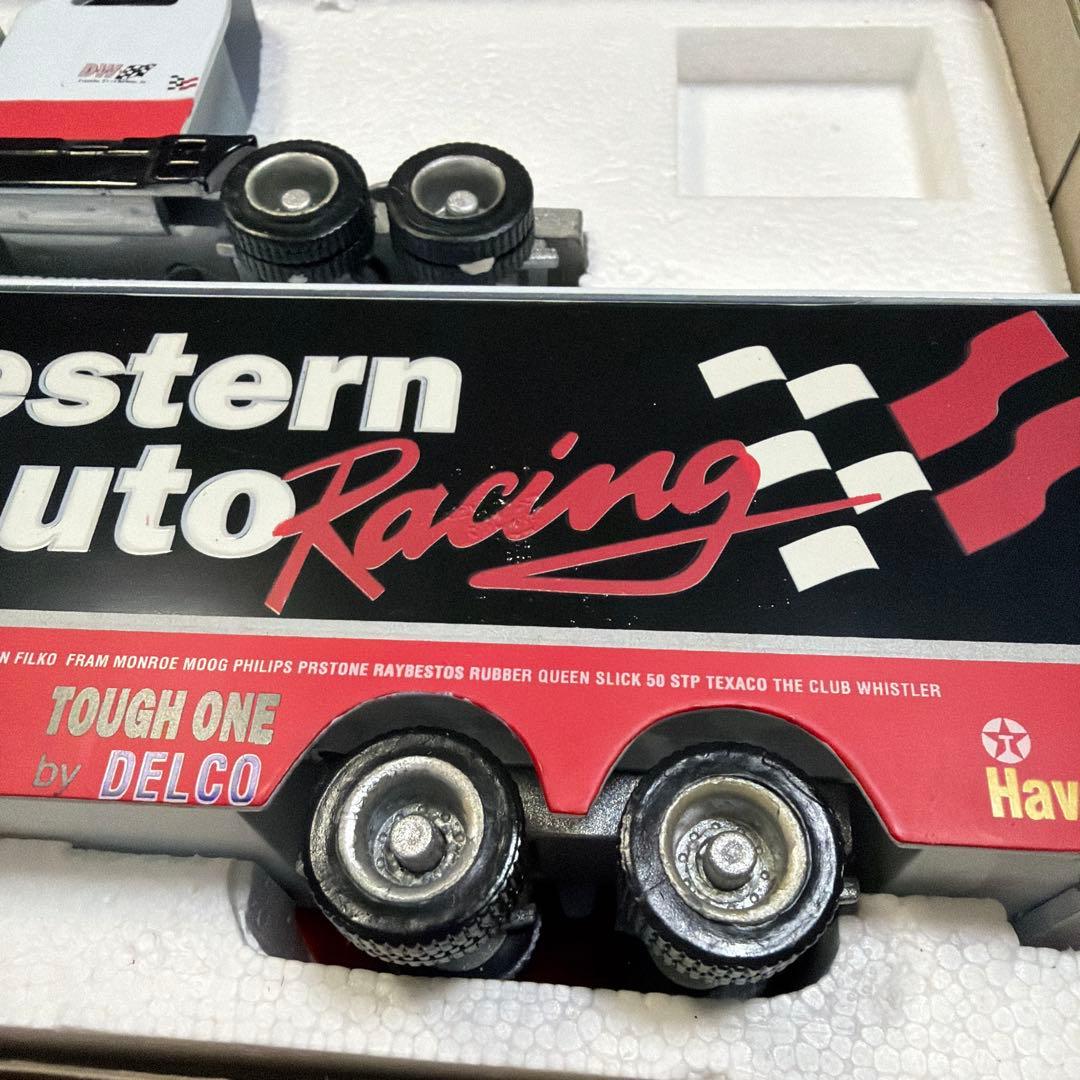 DW
estern
uto Racing
N FILKO FRAM MONROE MOOG PHILIPS PRSTONE RAYBESTOS RUBBER QUEEN SLICK 50 STP TEXACO THE CLUB WHISTLER
TOUGH ONE
by DELCO
T
Hav